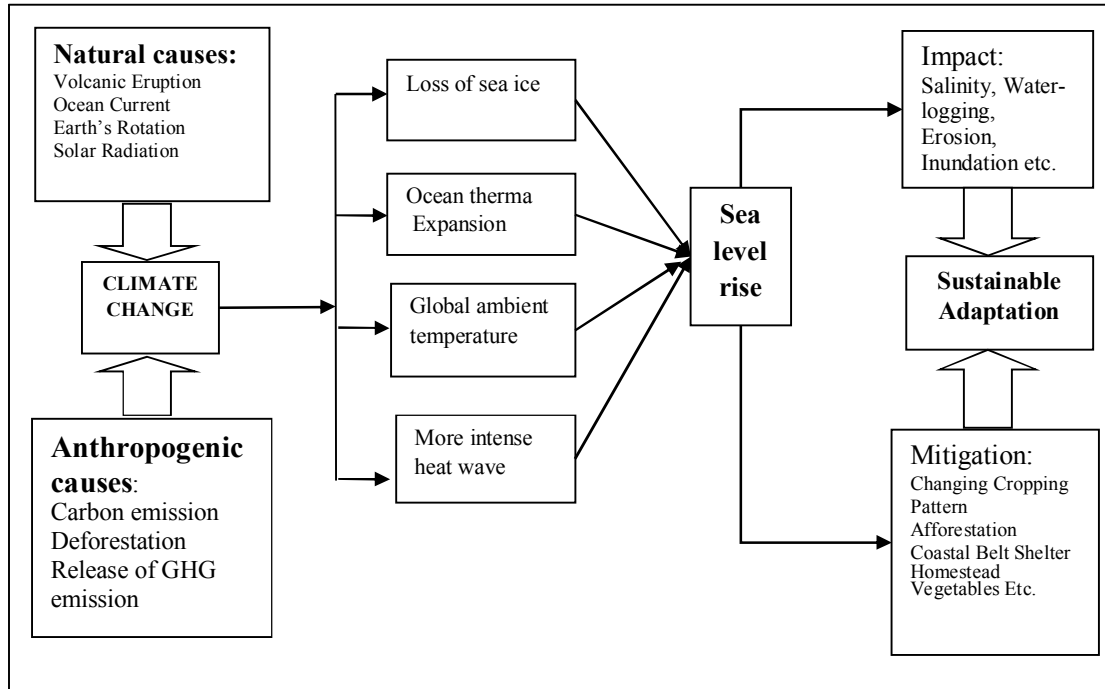 Natural causes:
Volcanic Eruption
Ocean Current
Earth's Rotation
Solar Radiation
CLIMATE
CHANGE
Anthropogenic
causes:
Carbon emission
Deforestation
Release of GHG
emission
Loss of sea ice
Ocean therma
Expansion
Global ambient
temperature
More intense
heat wave
Sea
level
rise
Impact:
Salinity, Water-
logging,
Erosion,
Inundation etc.
Sustainable
Adaptation
Mitigation:
Changing Cropping
Pattern
Afforestation
Coastal Belt Shelter
Homestead
Vegetables Etc.